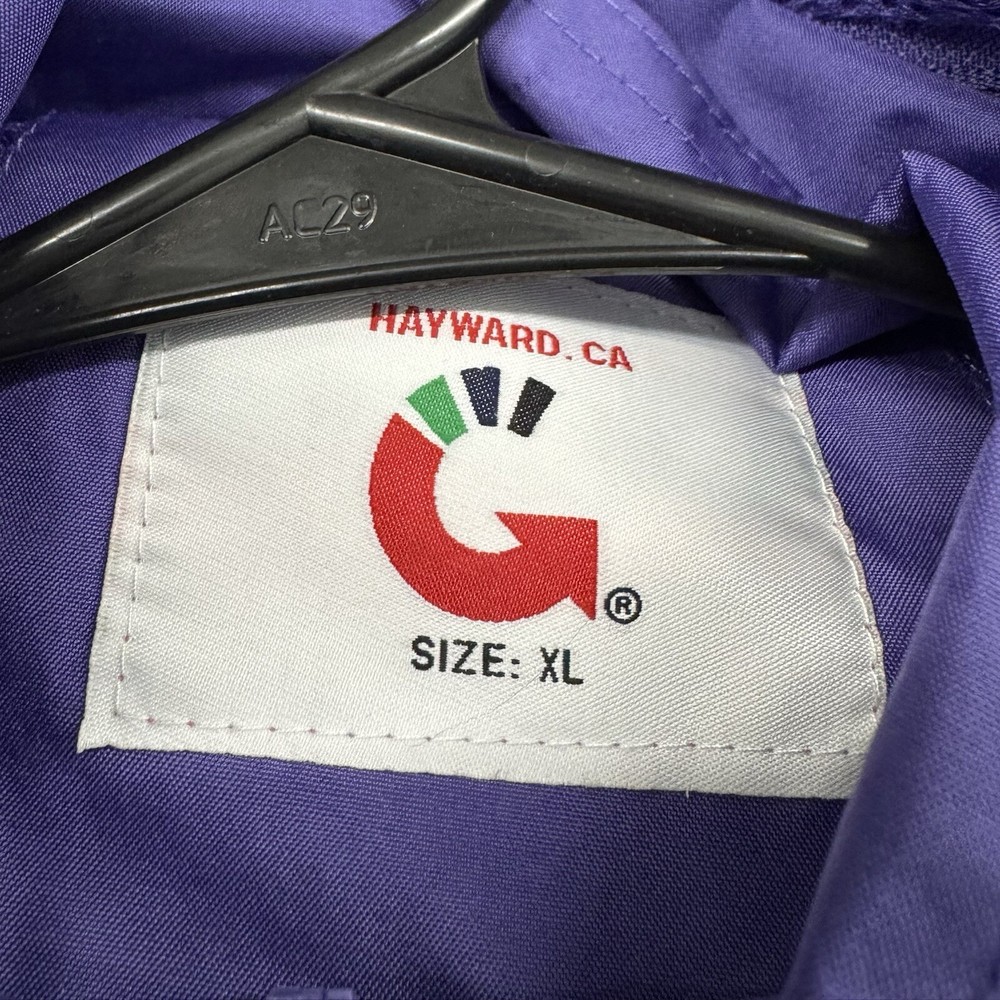 AC29
HAYWARD. CA
®
SIZE: XL